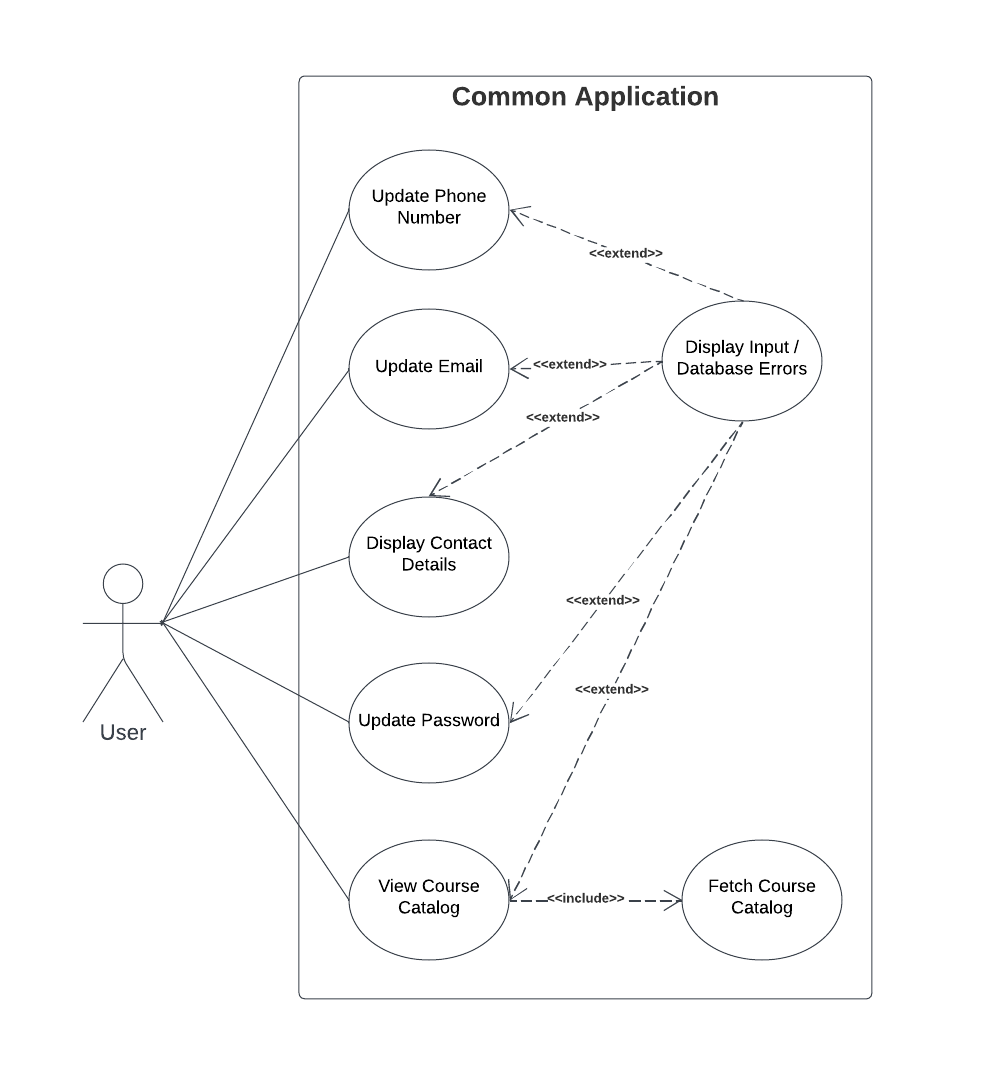 Common Application
Update Phone
Number
<<extend>>
Display Input /
Database Errors
Update Email
<<extend>>
<<extend>>
Display Contact
Details
<<extend>>
<<extend>>
Update Password
User
View Course
Catalog
<<include>>
Fetch Course
Catalog